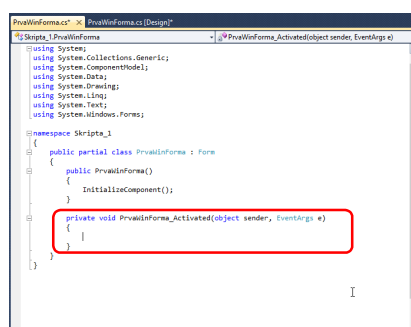 PrvaWinForma.cs* X PrvaWinForma.cs [Design]*
Skripta_1.PrvaWinForma PrvaWinForma_Activated(object sender, EventArgs e)
using System;
using System.Collections.Generic;
using System.ComponentModel;
using System.Data;
using System.Drawing;
using System.Linq;
using System.Text;
using System.Windows.Forms;
namespace Skripta_1
{
public partial class PrvaWinForma : Form
{
public PrvaWinForma()
{
InitializeComponent();
}
private void PrvaWinForma_Activated(object sender, EventArgs e)
{
}
}
}